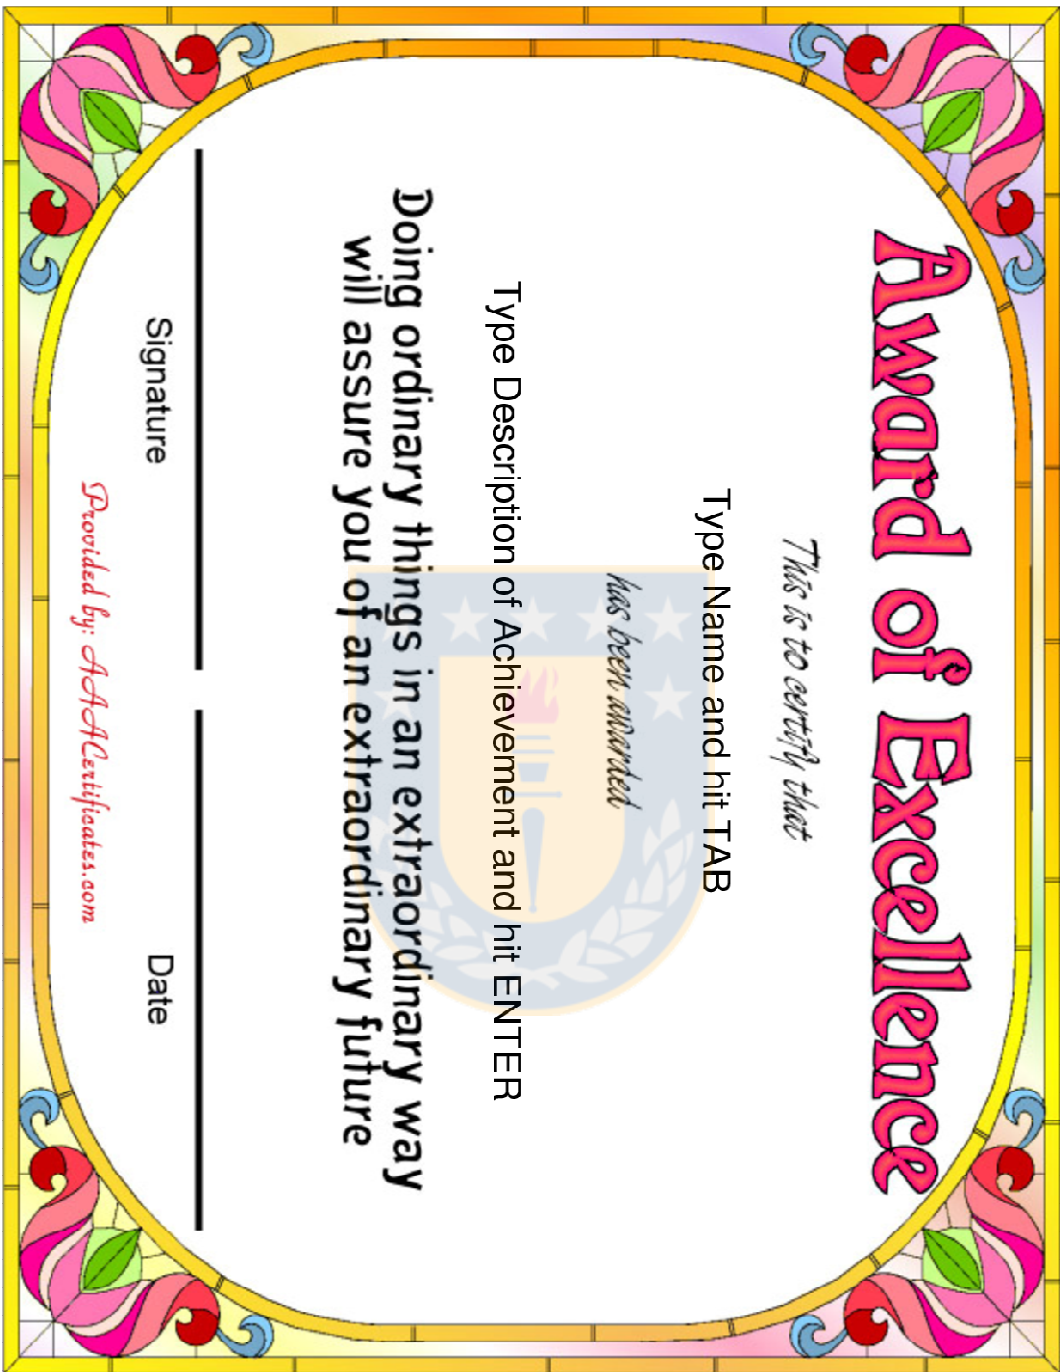 Award of Excellence
This is to certify that
Type Name and hit TAB
has been awarded
Type Description of Achievement and hit ENTER
Doing ordinary things in an extraordinary way
will assure you of an extraordinary future
Signature
Date
Provided by: AAACertificates.com